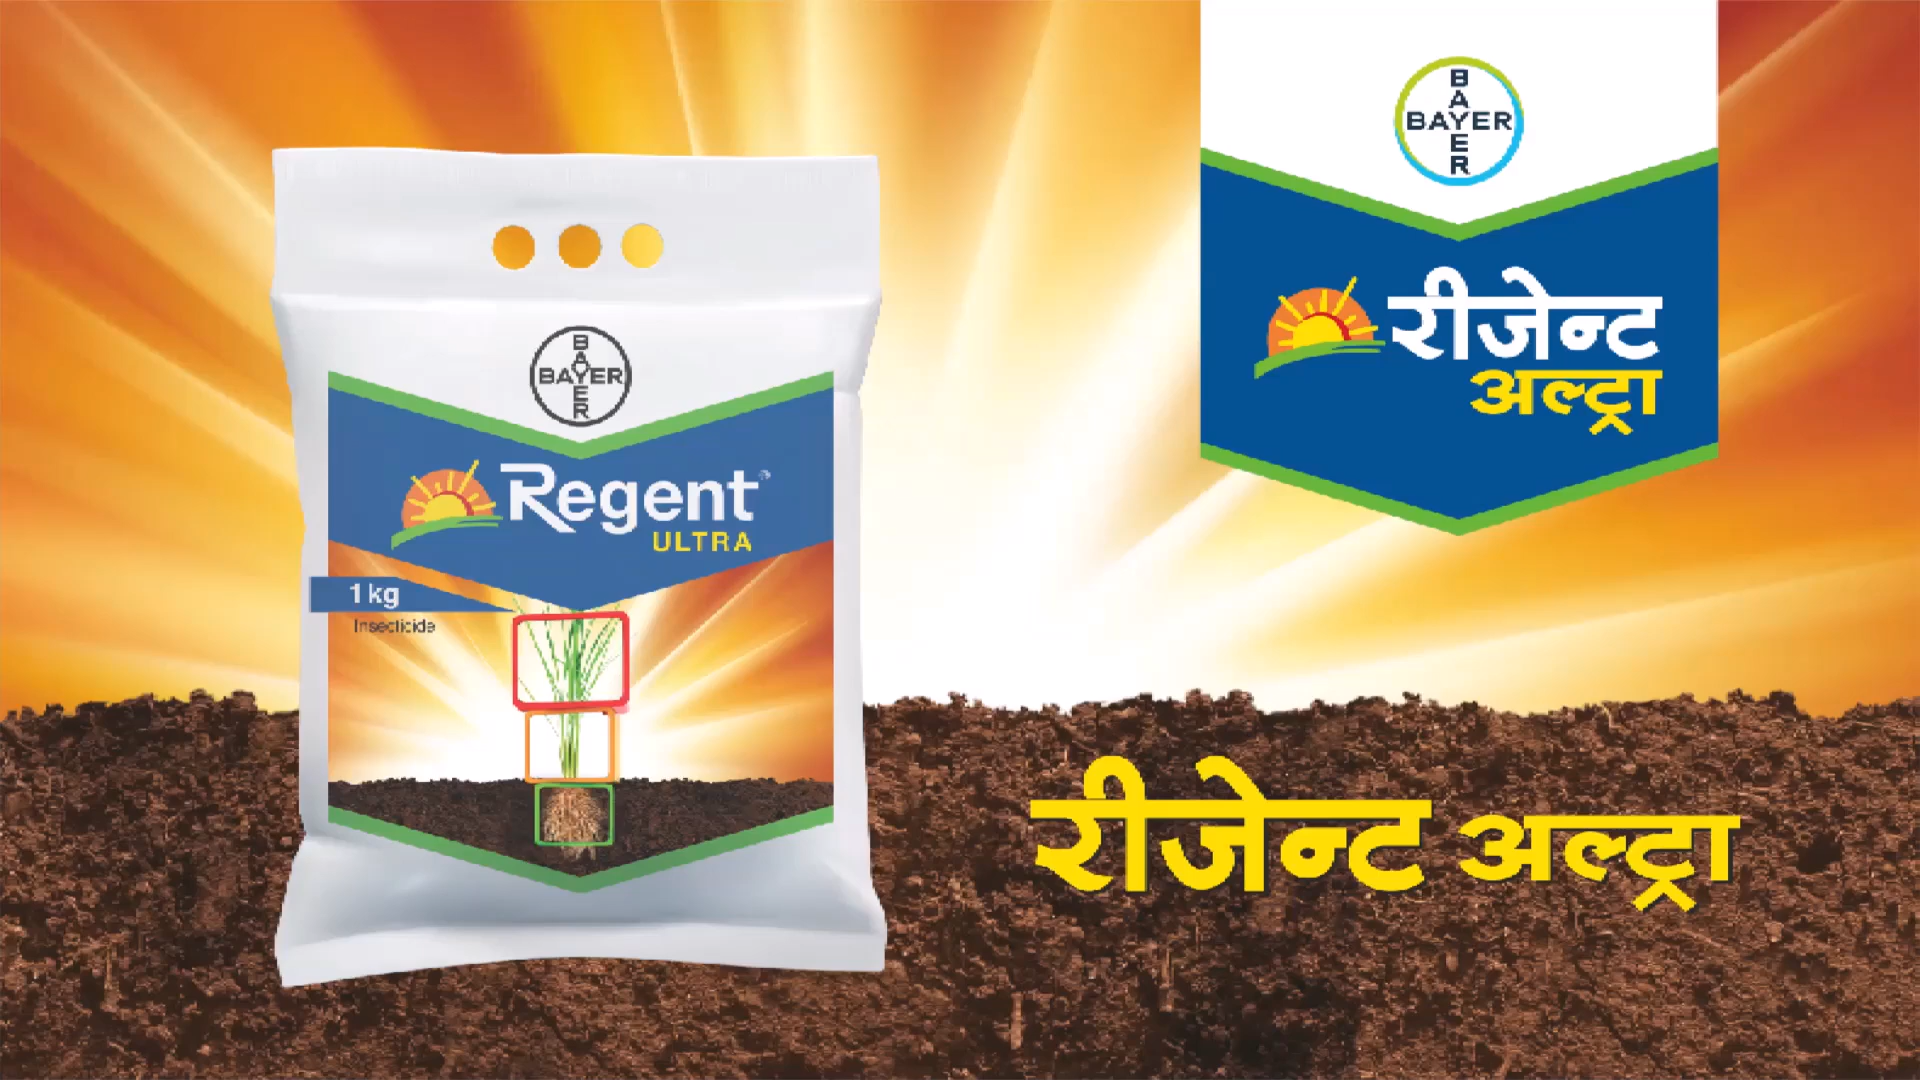 BAYER
BAYER
Regent
ULTRA
1 kg
Insecticide
BAYER
BAYER
रीजेन्ट
अल्ट्रा
रीजेन्ट अल्ट्रा